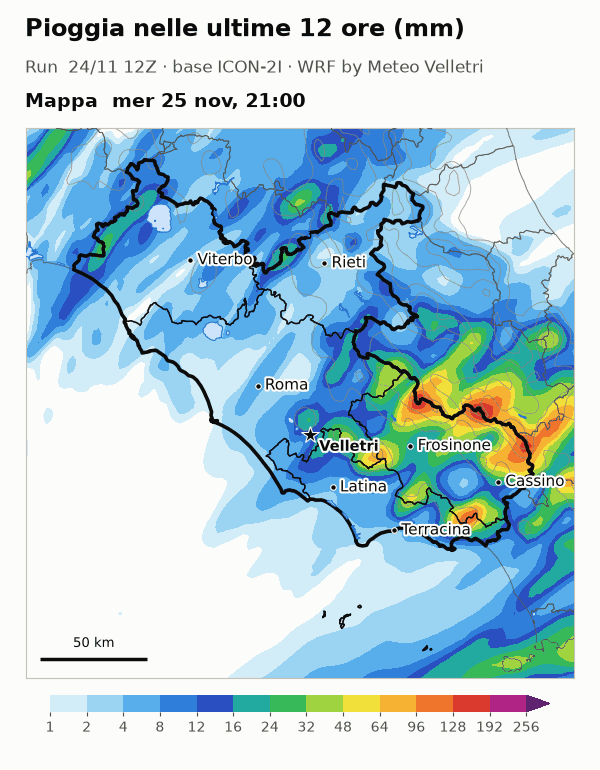 Pioggia nelle ultime 12 ore (mm)
Run  24/11 12Z · base ICON-2I · WRF by Meteo Velletri
Mappa  mer 25 nov, 21:00
Viterbo
Rieti
Roma
Velletri
Frosinone
Cassino
Latina
Terracina
50 km
1 2 4 8 12 16 24 32 48 64 96 128 192 256